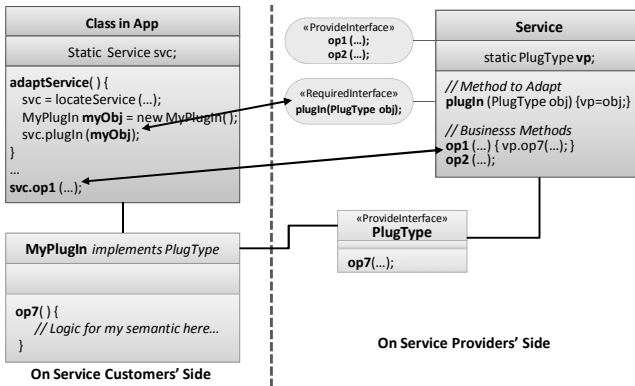 Class in App
Static Service svc;
adaptService( ) {
svc = locateService (...);
MyPlugIn myObj = new MyPlugIn( );
svc.plugIn (myObj);
}
...
svc.op1 (...);
MyPlugIn implements PlugType
op7( ) {
// Logic for my semantic here...
}
On Service Customers' Side
«ProvideInterface»
op1 (...);
op2 (...);
«RequiredInterface»
plugIn(PlugType obj);
Service
static PlugType vp;
// Method to Adapt
plugIn (PlugType obj) {vp=obj;}
// Businesss Methods
op1 (...) { vp.op7(...); }
op2 (...);
«ProvideInterface»
PlugType
op7(...);
On Service Providers' Side